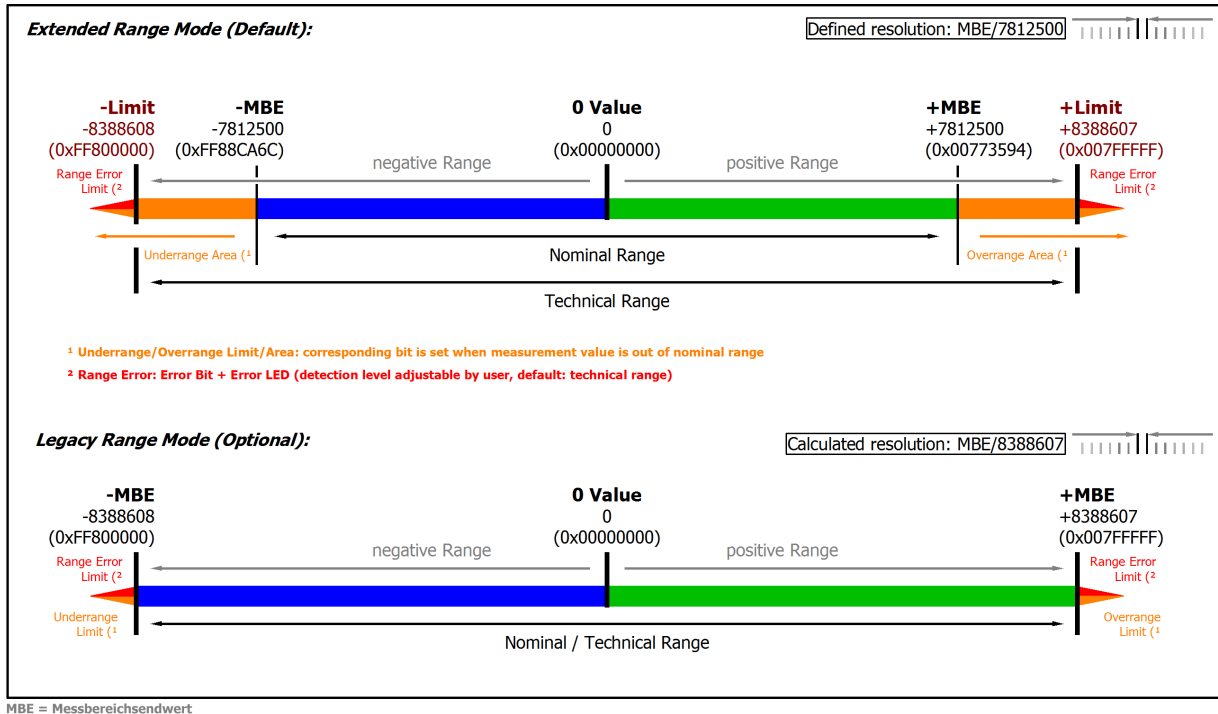 Extended Range Mode (Default):
Defined resolution: MBE/7812500
-Limit
-8388608
(0xFF800000)
-MBE
-7812500
(0xFF88CA6C)
0 Value
0
(0x00000000)
+MBE
+7812500
(0x00773594)
+Limit
+8388607
(0x007FFFFF)
negative Range
positive Range
Range Error
Limit (²
Range Error
Limit (²
Underrange Area (¹
Nominal Range
Overrange Area (¹
Technical Range
¹ Underrange/Overrange Limit/Area: corresponding bit is set when measurement value is out of nominal range
² Range Error: Error Bit + Error LED (detection level adjustable by user, default: technical range)
Legacy Range Mode (Optional):
Calculated resolution: MBE/8388607
-MBE
-8388608
(0xFF800000)
0 Value
0
(0x00000000)
+MBE
+8388607
(0x007FFFFF)
negative Range
positive Range
Range Error
Limit (²
Range Error
Limit (²
Underrange
Limit (¹
Overrange
Limit (¹
Nominal / Technical Range
MBE = Messbereichsendwert